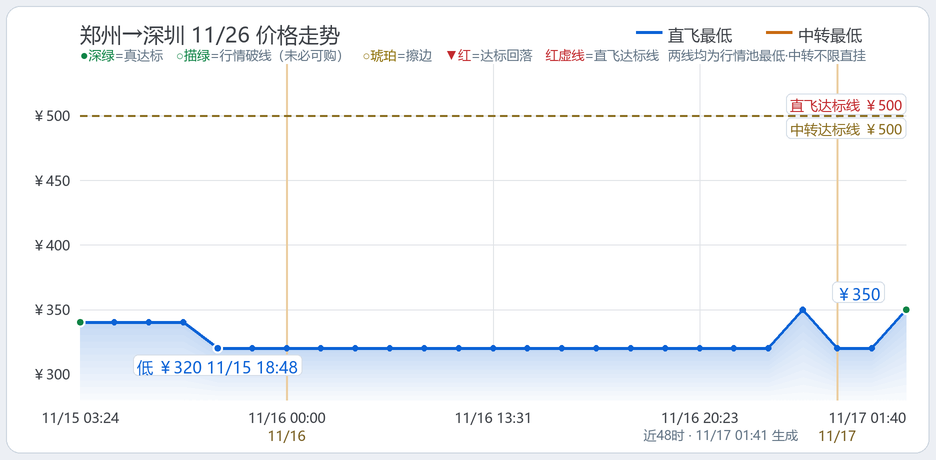 郑州→深圳 11/26 价格走势
直飞最低 中转最低
●深绿=真达标 ○描绿=行情破线（未必可购） ○琥珀=擦边 ▼红=达标回落 红虚线=直飞达标线 两线均为行情池最低·中转不限直挂
直飞达标线 ¥500
¥500
中转达标线 ¥500
¥450
¥400
¥350
¥350
低 ¥320 11/15 18:48
¥300
11/15 03:24 11/16 00:00 11/16 13:31 11/16 20:23 11/17 01:40
11/16 近48时 · 11/17 01:41 生成 11/17